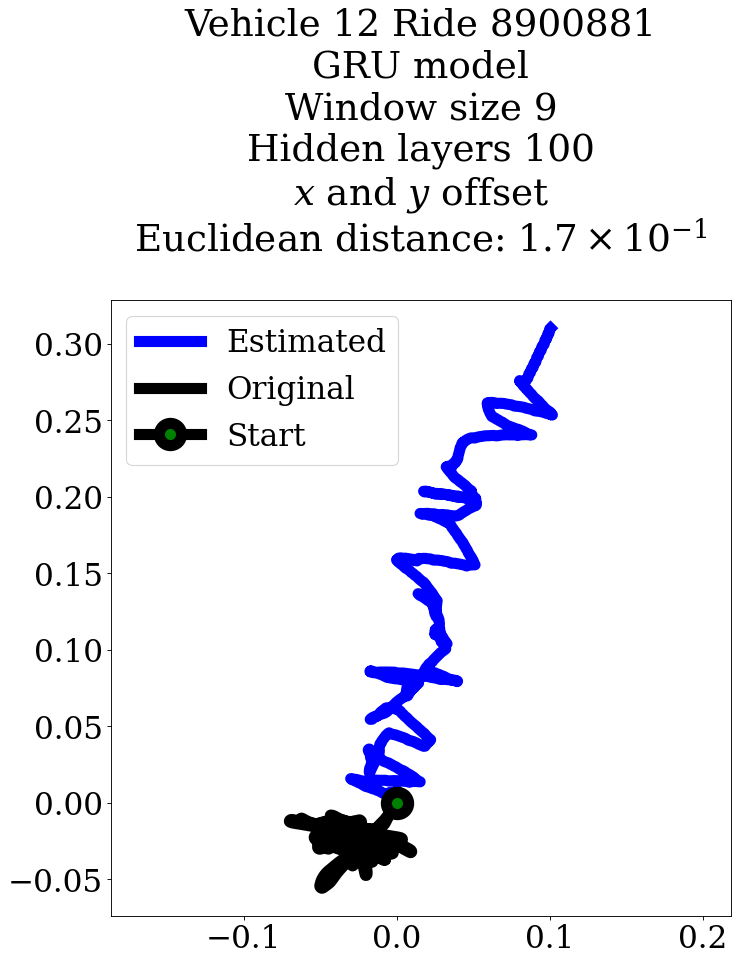 Vehicle 12 Ride 8900881
GRU model
Window size 9
Hidden layers 100
x and y offset
Euclidean distance: 1.7 × 10⁻¹
Estimated
Original
Start
0.30
0.25
0.20
0.15
0.10
0.05
0.00
−0.05
−0.1 0.0 0.1 0.2